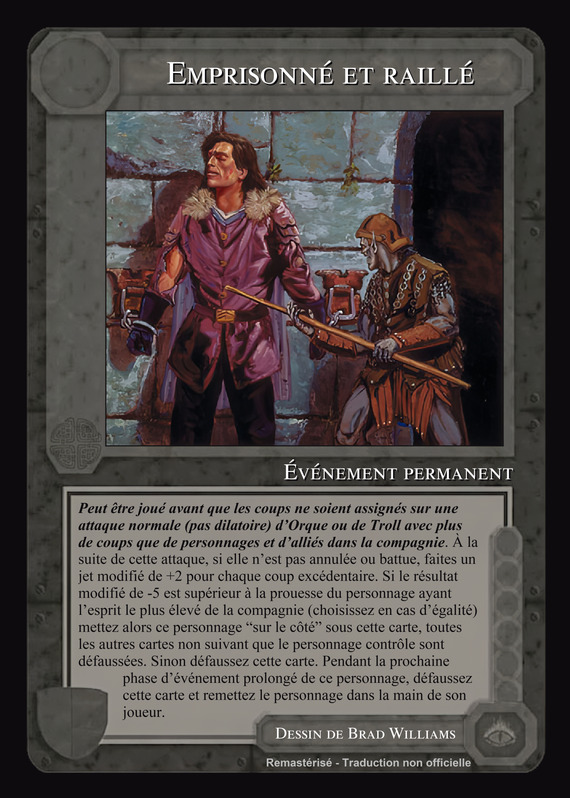 Emprisonné et raillé
Événement permanent
Peut être joué avant que les coups ne soient assignés sur une
attaque normale (pas dilatoire) d’Orque ou de Troll avec plus
de coups que de personnages et d’alliés dans la compagnie. À la
suite de cette attaque, si elle n’est pas annulée ou battue, faites un
jet modifié de +2 pour chaque coup excédentaire. Si le résultat
modifié de -5 est supérieur à la prouesse du personnage ayant
l’esprit le plus élevé de la compagnie (choisissez en cas d’égalité)
mettez alors ce personnage “sur le côté” sous cette carte, toutes
les autres cartes non suivant que le personnage contrôle sont
défaussées. Sinon défaussez cette carte. Pendant la prochaine
phase d’événement prolongé de ce personnage, défaussez
cette carte et remettez le personnage dans la main de son
joueur.
Dessin de Brad Williams
Remastérisé - Traduction non officielle